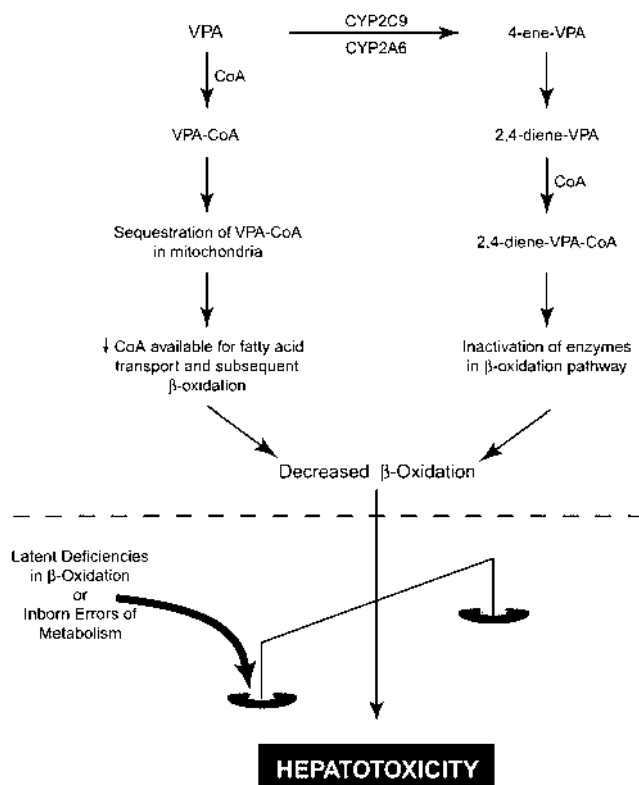 VPA
CYP2C9
CYP2A6
4-ene-VPA
CoA
VPA-CoA
2,4-diene-VPA
CoA
Sequestration of VPA-CoA
in mitochondria
2,4-diene-VPA-CoA
↓ CoA available for fatty acid
transport and subsequent
β-oxidation
Inactivation of enzymes
in β-oxidation pathway
Decreased β-Oxidation
Latent Deficiencies
in β-Oxidation
or
Inborn Errors of
Metabolism
HEPATOTOXICITY